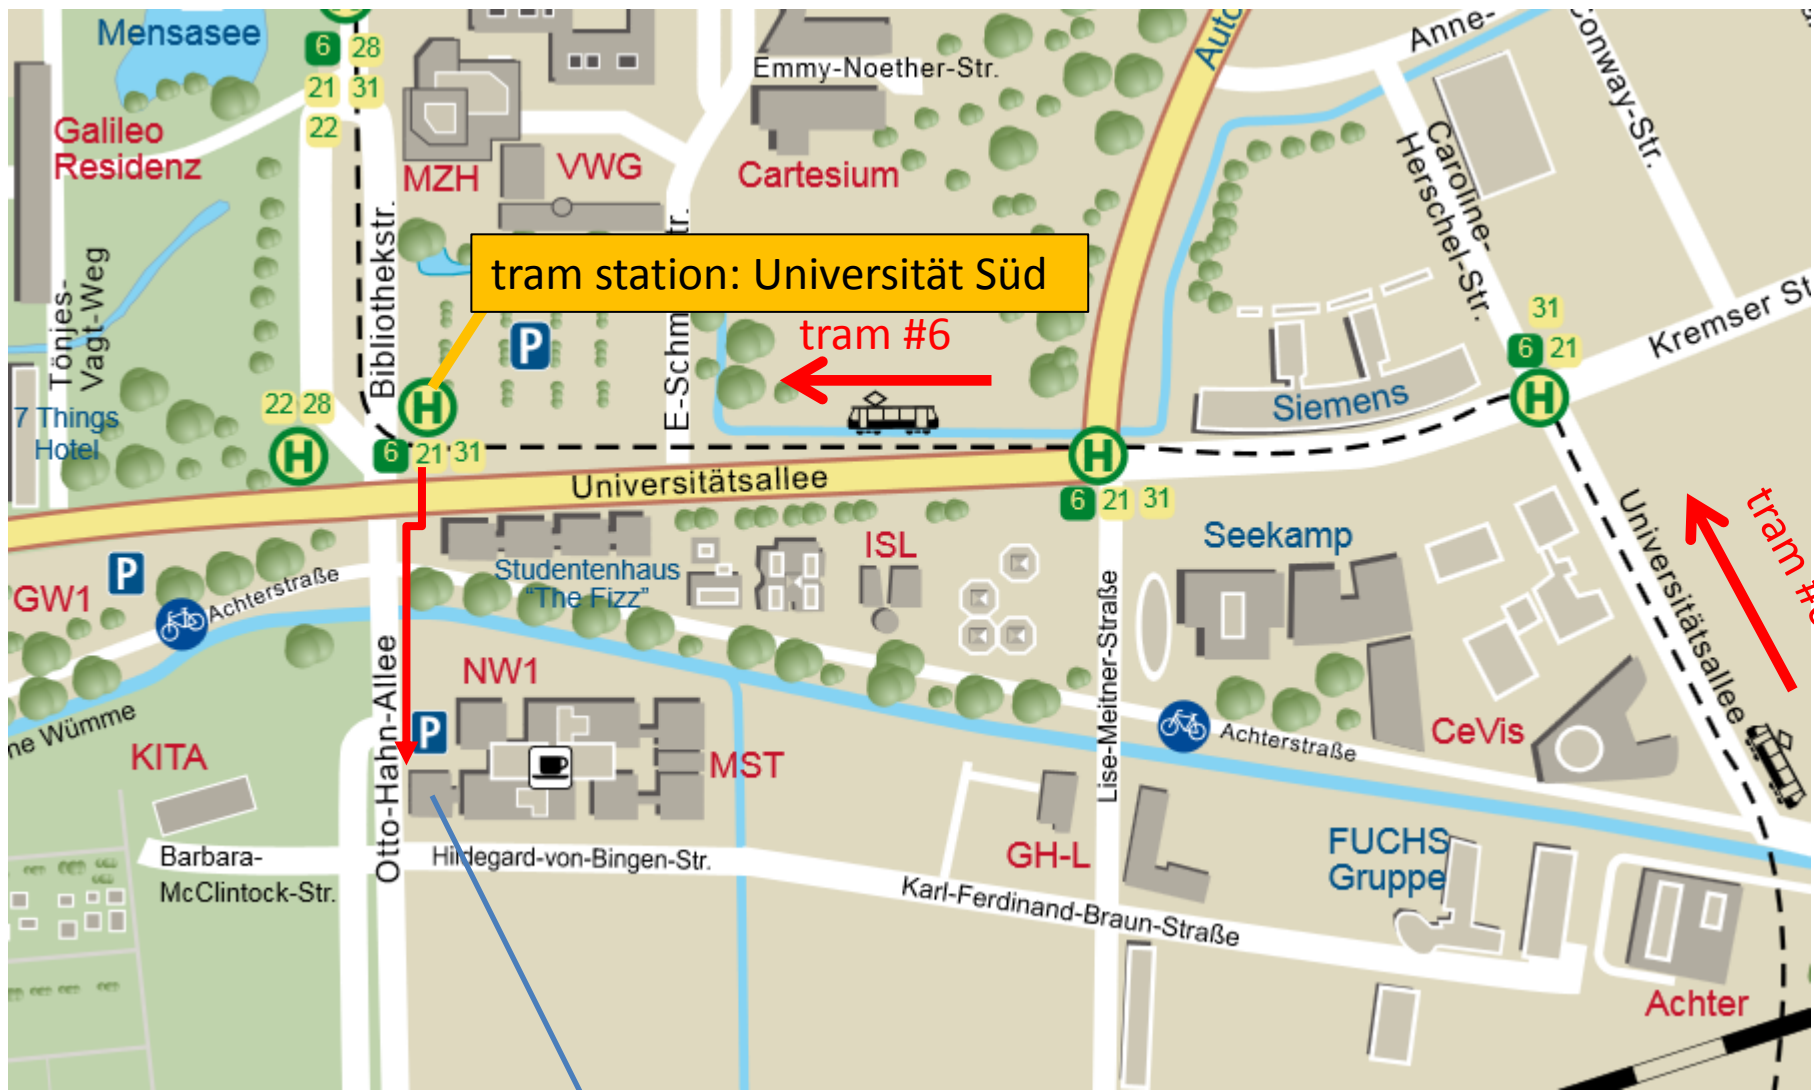 Mensasee
6 28
21 31
22
Galileo
Residenz
MZH
VWG
Emmy-Noether-Str.
Cartesium
Anne-
Conway-Str.
Caroline-
Herschel-Str.
Kremser
Tönjes-
Vagt-Weg
Bibliothekstr.
tram station: Universität Süd
tram #6
P
31
6 21
H
Siemens
7 Things
Hotel
22 28
H
H
6 21 31
H
6 21 31
Universitätsallee
Universitätsallee
P
GW1
Achterstraße
Studentenhaus
"The Fizz"
ISL
Seekamp
Lise-Meitner-Straße
Otto-Hahn-Allee
NW1
P
MST
KITA
Achterstraße
CeVis
Barbara-
McClintock-Str.
Hildegard-von-Bingen-Str.
GH-L
Karl-Ferdinand-Braun-Straße
FUCHS
Gruppe
Achter